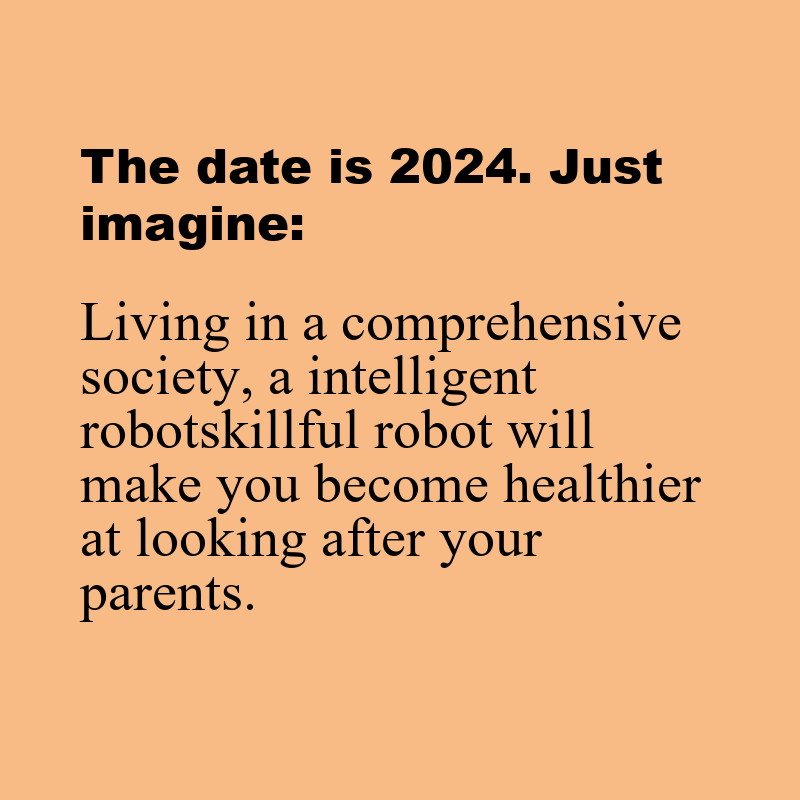 The date is 2024. Just
imagine:
Living in a comprehensive
society, a intelligent
robotskillful robot will
make you become healthier
at looking after your
parents.